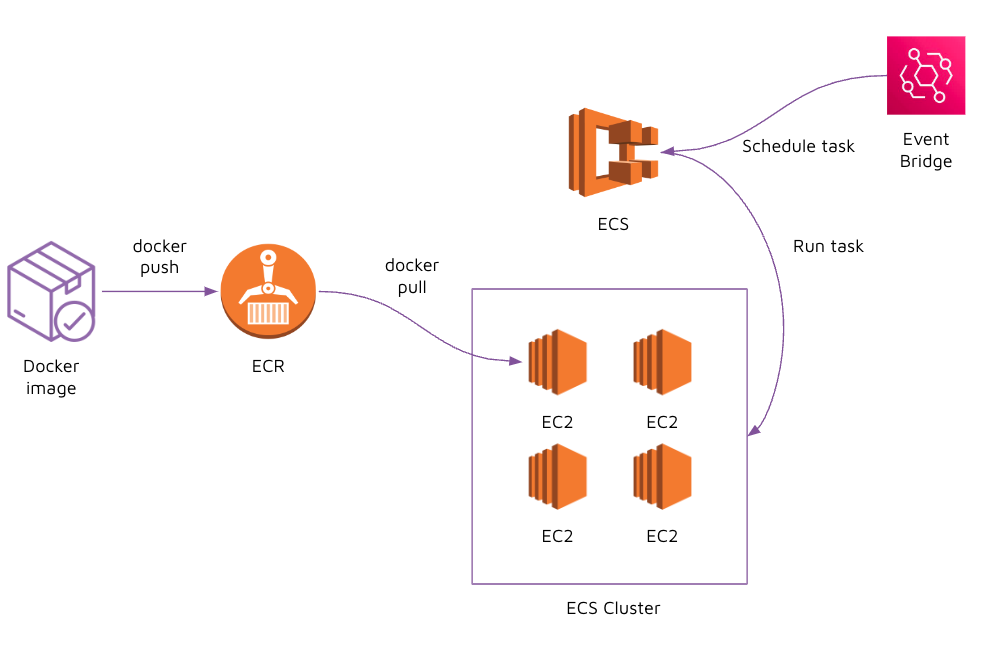 Event
Bridge
Schedule task
ECS
Run task
docker
push
docker
pull
Docker
image
ECR
EC2
EC2
EC2
EC2
ECS Cluster